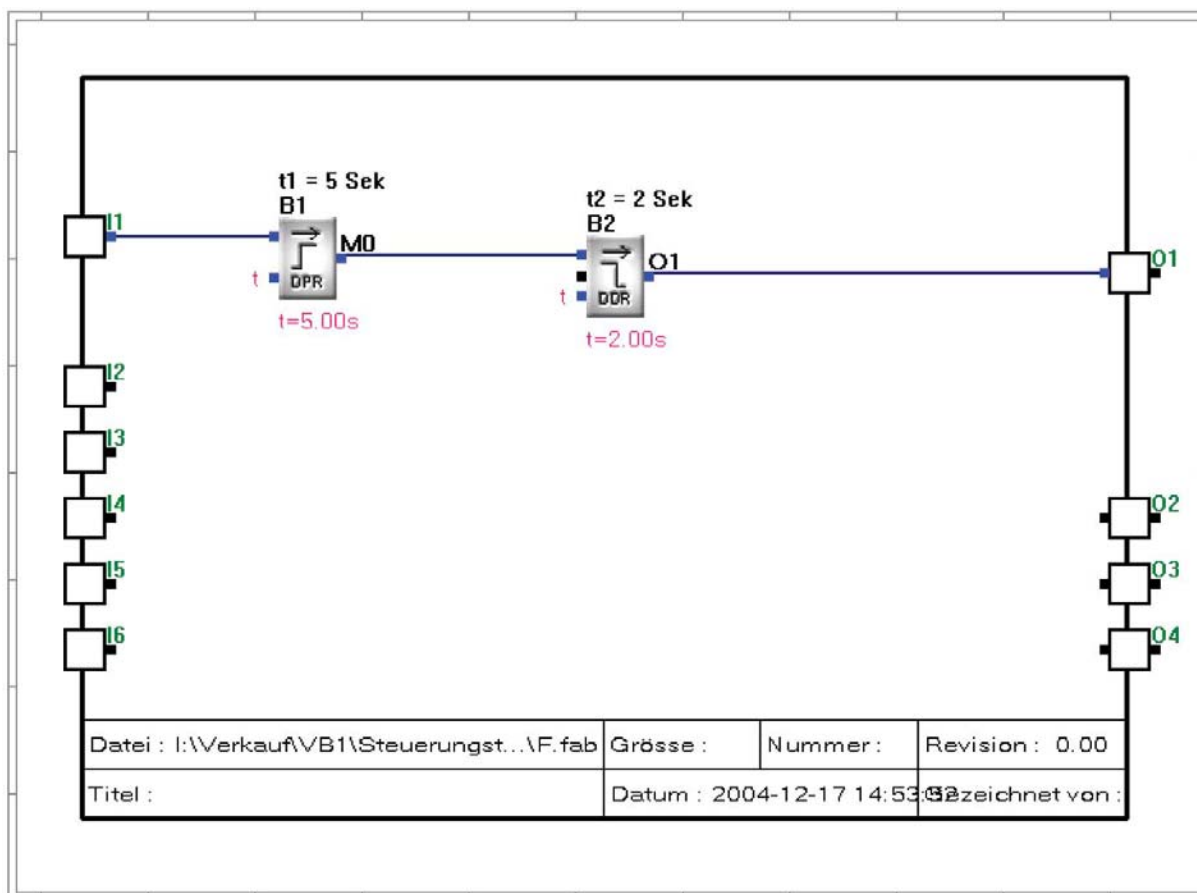 t1 = 5 Sek
B1
I1
DPR
M0
t
t=5.00s
t2 = 2 Sek
B2
DDR
O1
t
t=2.00s
O1
I2
I3
I4
I5
I6
O2
O3
O4
Datei : I:\Verkauf\VB1\Steuerungst...\F.fab
Grösse :
Nummer :
Revision : 0.00
Titel :
Datum : 2004-12-17 14:53:
Gezeichnet von :